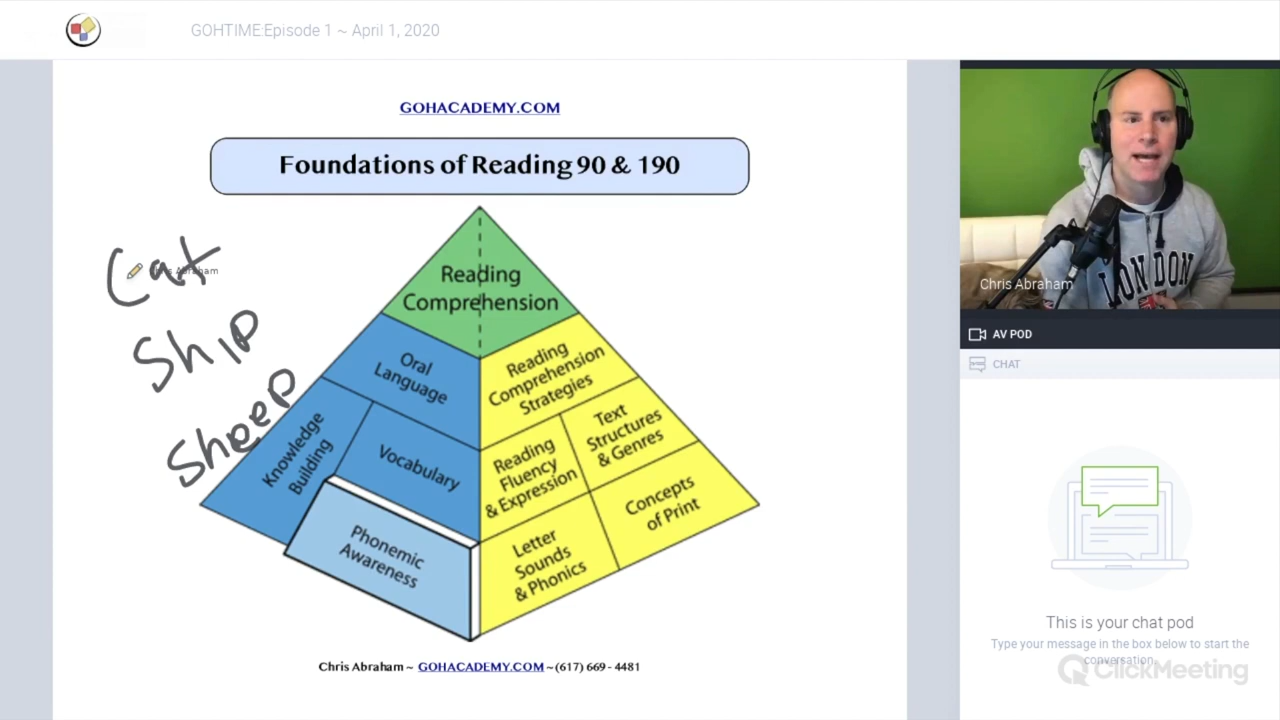 GOHTIME:Episode 1 ~ April 1, 2020
GOHACADEMY.COM
Foundations of Reading 90 & 190
Cat
Chris Abraham
Ship
Sheep
Reading
Comprehension
Oral
Language
Reading
Comprehension
Strategies
Knowledge
Building
Vocabulary
Reading
Fluency
& Expression
Text
Structures
& Genres
Phonemic
Awareness
Letter
Sounds
& Phonics
Concepts
of Print
Chris Abraham ~ GOHACADEMY.COM ~ (617) 669 - 4481
LONDON
Chris Abraham
AV POD
CHAT
This is your chat pod
Type your message in the box below to start the
conversation.
ClickMeeting